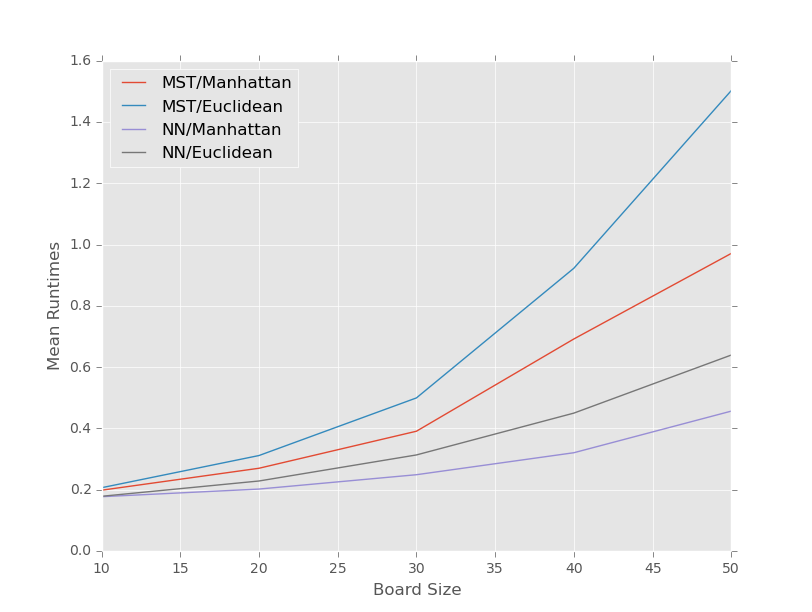 1.6
1.4
1.2
1.0
0.8
0.6
0.4
0.2
0.0
Mean Runtimes
MST/Manhattan
MST/Euclidean
NN/Manhattan
NN/Euclidean
10 15 20 25 30 35 40 45 50
Board Size